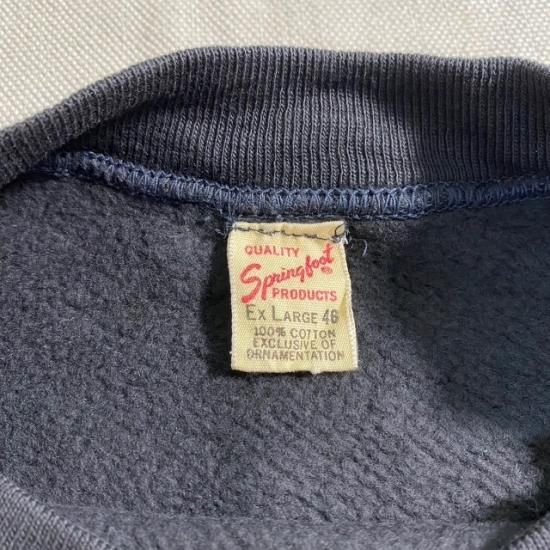 QUALITY
Springfoot
PRODUCTS
EX LARGE 46
100% COTTON
EXCLUSIVE OF
ORNAMENTATION